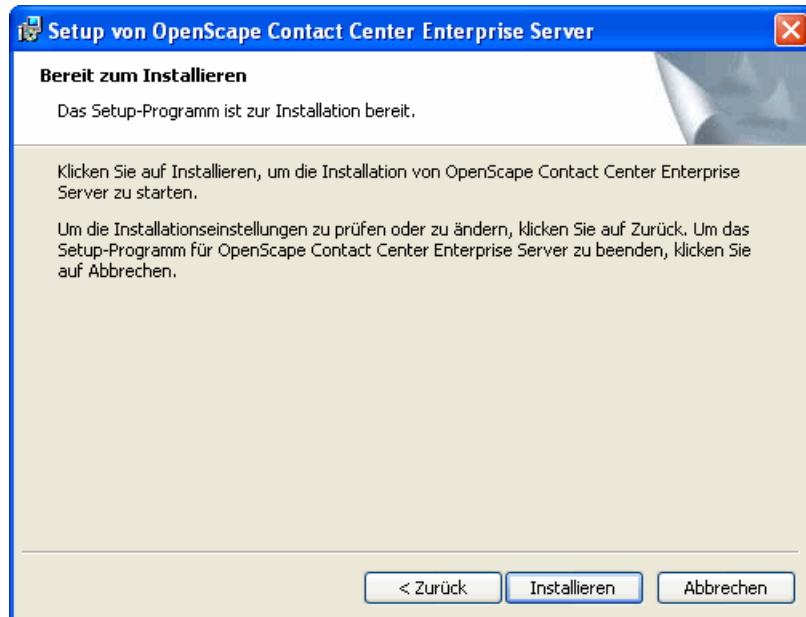 Setup von OpenScape Contact Center Enterprise Server
Bereit zum Installieren
Das Setup-Programm ist zur Installation bereit.
Klicken Sie auf Installieren, um die Installation von OpenScape Contact Center Enterprise
Server zu starten.
Um die Installationseinstellungen zu prüfen oder zu ändern, klicken Sie auf Zurück. Um das
Setup-Programm für OpenScape Contact Center Enterprise Server zu beenden, klicken Sie
auf Abbrechen.
< Zurück Installieren Abbrechen